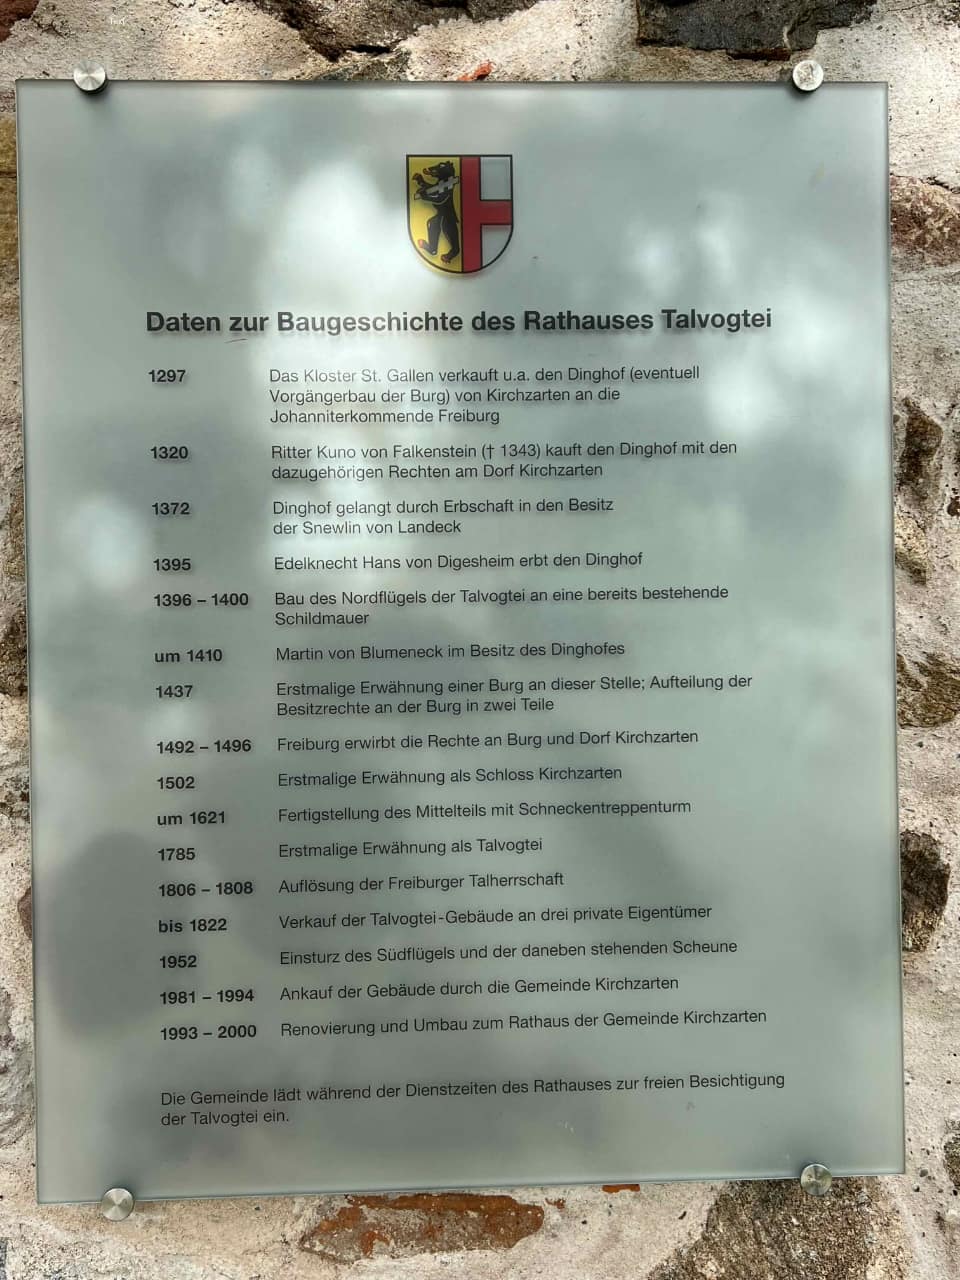 Daten zur Baugeschichte des Rathauses Talvogtei
1297 Das Kloster St. Gallen verkauft u.a. den Dinghof (eventuell
Vorgängerbau der Burg) von Kirchzarten an die
Johanniterkommende Freiburg
1320 Ritter Kuno von Falkenstein († 1343) kauft den Dinghof mit den
dazugehörigen Rechten am Dorf Kirchzarten
1372 Dinghof gelangt durch Erbschaft in den Besitz
der Snewlin von Landeck
1395 Edelknecht Hans von Digesheim erbt den Dinghof
1396 – 1400 Bau des Nordflügels der Talvogtei an eine bereits bestehende
Schildmauer
um 1410 Martin von Blumeneck im Besitz des Dinghofes
1437 Erstmalige Erwähnung einer Burg an dieser Stelle; Aufteilung der
Besitzrechte an der Burg in zwei Teile
1492 – 1496 Freiburg erwirbt die Rechte an Burg und Dorf Kirchzarten
1502 Erstmalige Erwähnung als Schloss Kirchzarten
um 1621 Fertigstellung des Mittelteils mit Schneckentreppenturm
1785 Erstmalige Erwähnung als Talvogtei
1806 – 1808 Auflösung der Freiburger Talherrschaft
bis 1822 Verkauf der Talvogtei-Gebäude an drei private Eigentümer
1952 Einsturz des Südflügels und der daneben stehenden Scheune
1981 – 1994 Ankauf der Gebäude durch die Gemeinde Kirchzarten
1993 – 2000 Renovierung und Umbau zum Rathaus der Gemeinde Kirchzarten
Die Gemeinde lädt während der Dienstzeiten des Rathauses zur freien Besichtigung
der Talvogtei ein.